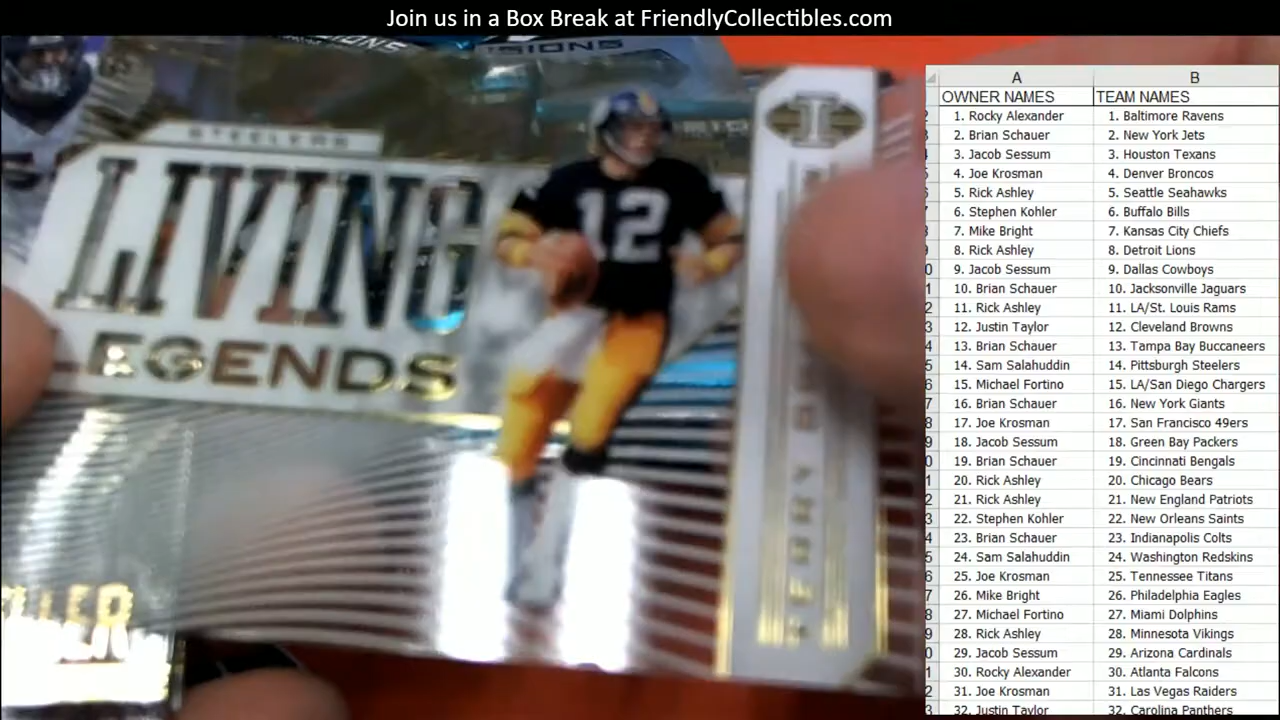 Join us in a Box Break at FriendlyCollectibles.com
SIONS
SIONS
STEELERS
LIVING
LEGENDS
12
I
TERRY
A B
OWNER NAMES TEAM NAMES
1. Rocky Alexander 1. Baltimore Ravens
2. Brian Schauer 2. New York Jets
3. Jacob Sessum 3. Houston Texans
4. Joe Krosman 4. Denver Broncos
5. Rick Ashley 5. Seattle Seahawks
6. Stephen Kohler 6. Buffalo Bills
7. Mike Bright 7. Kansas City Chiefs
8. Rick Ashley 8. Detroit Lions
9. Jacob Sessum 9. Dallas Cowboys
10. Brian Schauer 10. Jacksonville Jaguars
11. Rick Ashley 11. LA/St. Louis Rams
12. Justin Taylor 12. Cleveland Browns
13. Brian Schauer 13. Tampa Bay Buccaneers
14. Sam Salahuddin 14. Pittsburgh Steelers
15. Michael Fortino 15. LA/San Diego Chargers
16. Brian Schauer 16. New York Giants
17. Joe Krosman 17. San Francisco 49ers
18. Jacob Sessum 18. Green Bay Packers
19. Brian Schauer 19. Cincinnati Bengals
20. Rick Ashley 20. Chicago Bears
21. Rick Ashley 21. New England Patriots
22. Stephen Kohler 22. New Orleans Saints
23. Brian Schauer 23. Indianapolis Colts
24. Sam Salahuddin 24. Washington Redskins
25. Joe Krosman 25. Tennessee Titans
26. Mike Bright 26. Philadelphia Eagles
27. Michael Fortino 27. Miami Dolphins
28. Rick Ashley 28. Minnesota Vikings
29. Jacob Sessum 29. Arizona Cardinals
30. Rocky Alexander 30. Atlanta Falcons
31. Joe Krosman 31. Las Vegas Raiders
32. Justin Taylor 32. Carolina Panthers